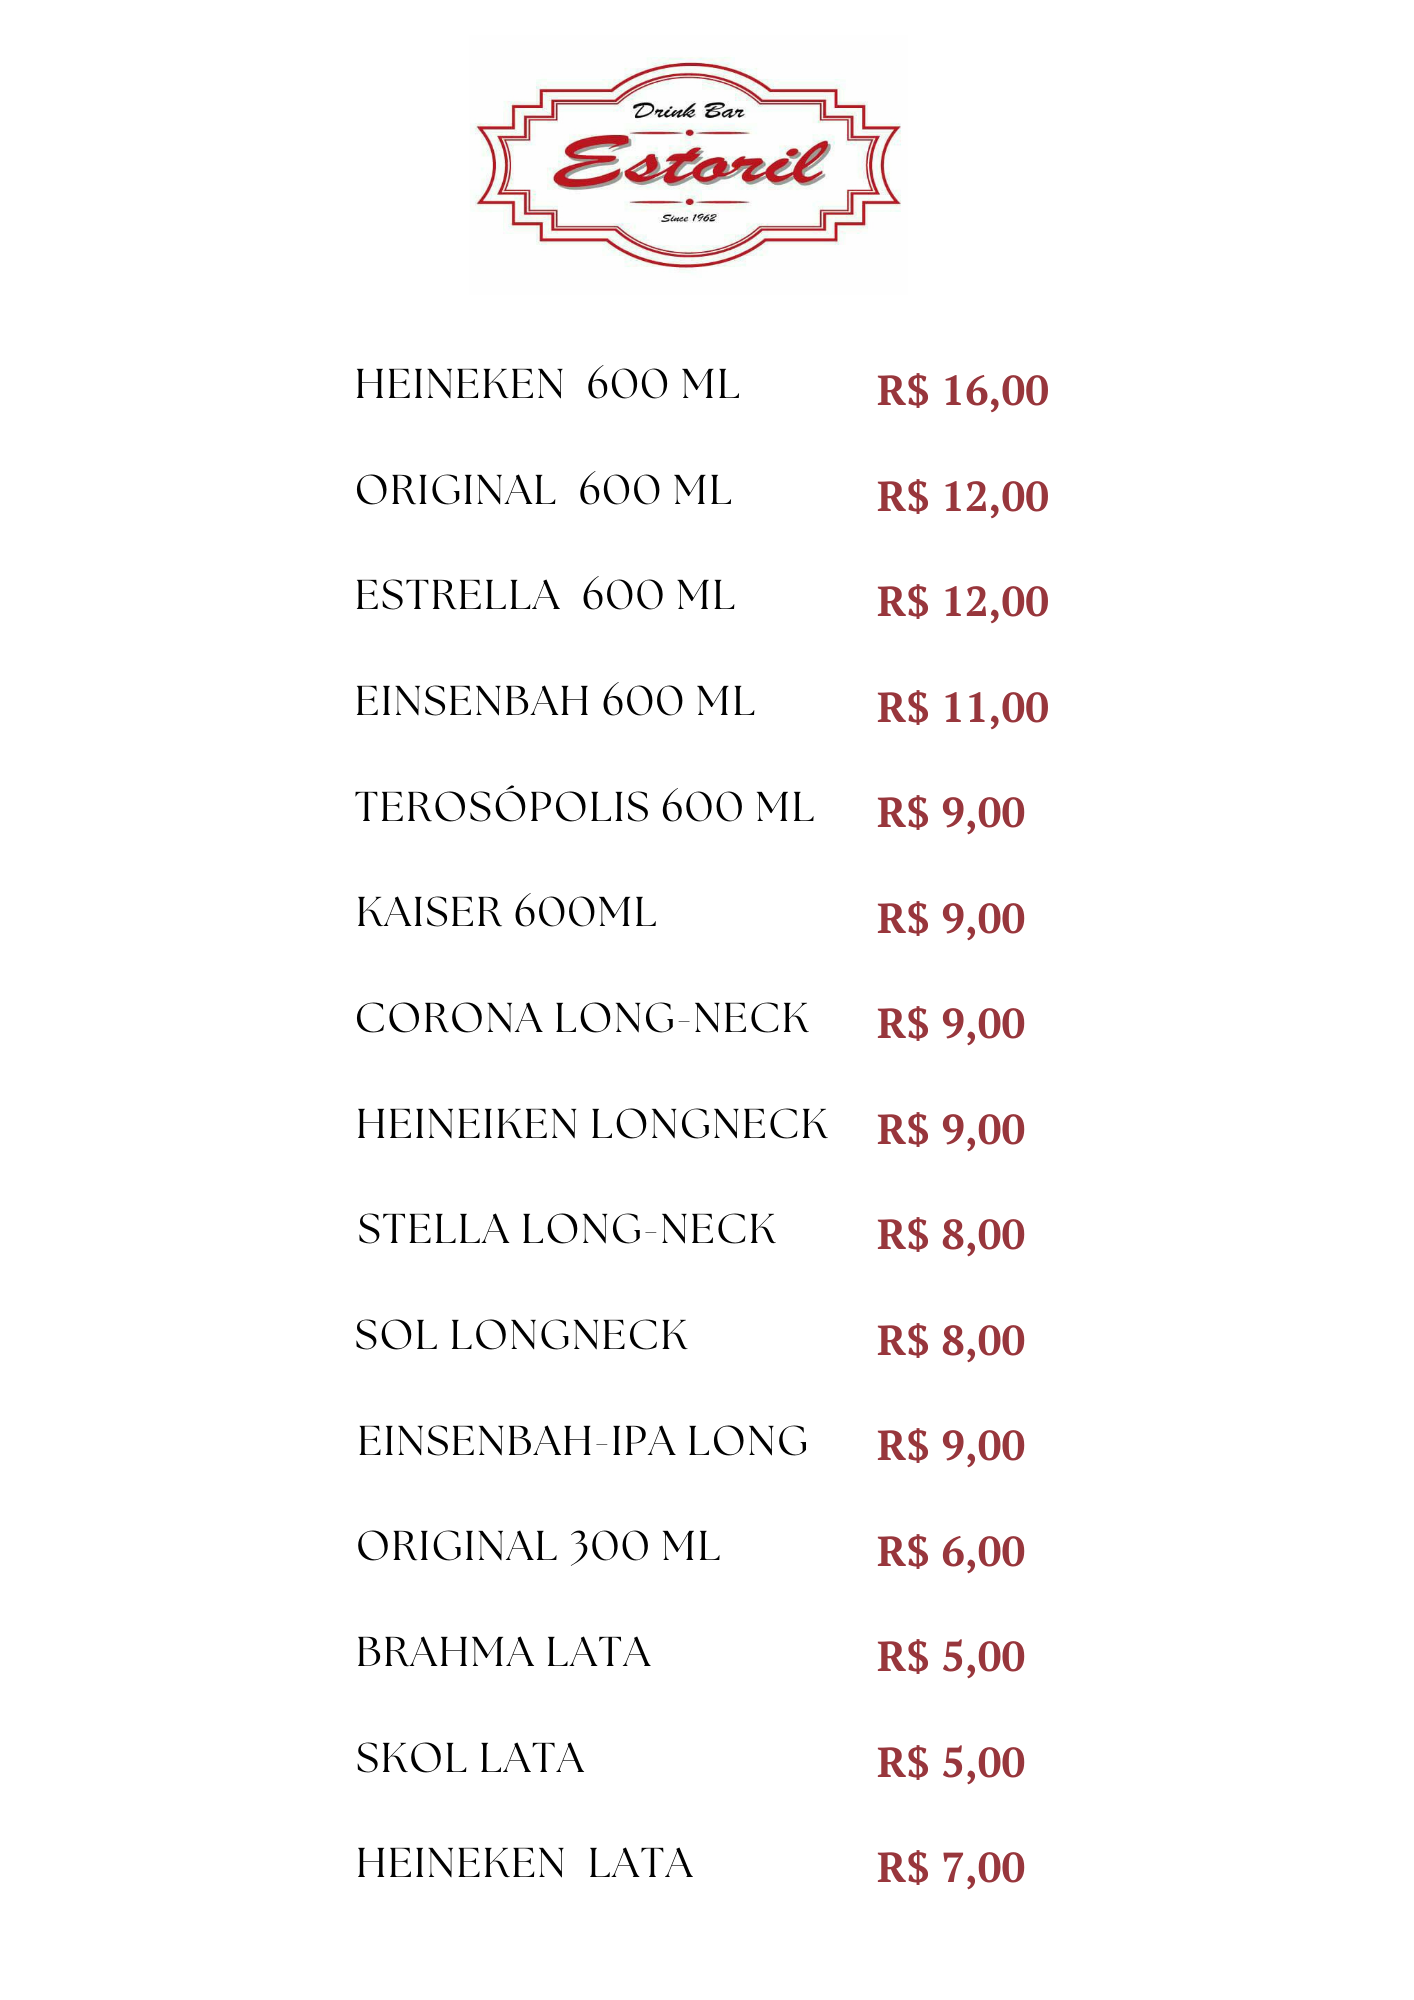 Drink Bar
Estoril
Since 1962
HEINEKEN 600 ML R$ 16,00
ORIGINAL 600 ML R$ 12,00
ESTRELLA 600 ML R$ 12,00
EINSENBAH 600 ML R$ 11,00
TEROSÓPOLIS 600 ML R$ 9,00
KAISER 600ML R$ 9,00
CORONA LONG-NECK R$ 9,00
HEINEIKEN LONGNECK R$ 9,00
STELLA LONG-NECK R$ 8,00
SOL LONGNECK R$ 8,00
EINSENBAH-IPA LONG R$ 9,00
ORIGINAL 300 ML R$ 6,00
BRAHMA LATA R$ 5,00
SKOL LATA R$ 5,00
HEINEKEN LATA R$ 7,00